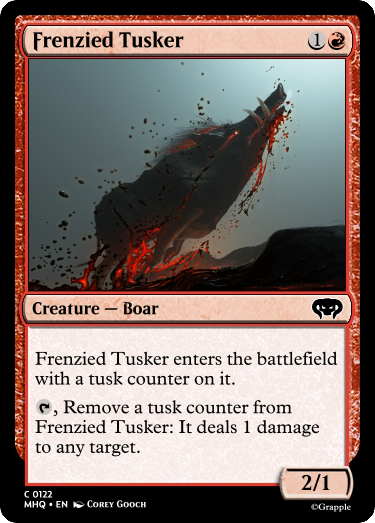 Frenzied Tusker 1
Creature — Boar
Frenzied Tusker enters the battlefield
with a tusk counter on it.
, Remove a tusk counter from
Frenzied Tusker: It deals 1 damage
to any target.
2/1
C 0122
MHQ • EN Corey Gooch
©Grapple